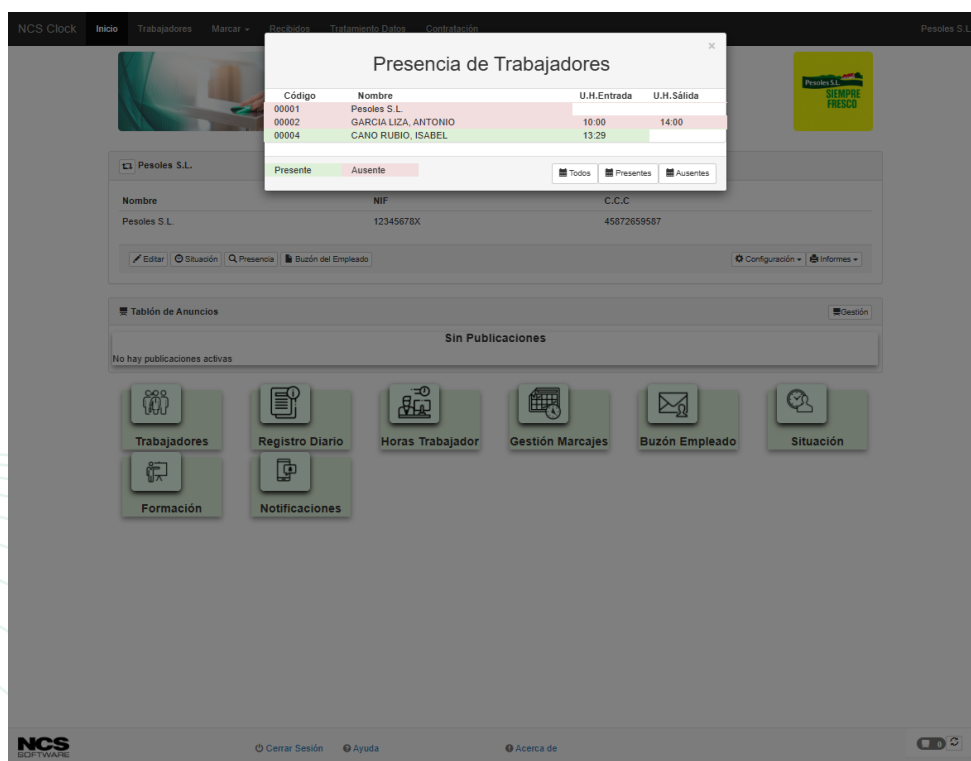 NCS Clock Inicio Trabajadores Marcar Recibidos Tratamiento Datos Contratación Pesoles S.L
×
Presencia de Trabajadores
Código Nombre U.H.Entrada U.H.Sálida
00001 Pesoles S.L.
00002 GARCIA LIZA, ANTONIO 10:00 14:00
00004 CANO RUBIO, ISABEL 13:29
Presente Ausente Todos Presentes Ausentes
Pesoles S.L.
SIEMPRE
FRESCO
Pesoles S.L.
Nombre NIF C.C.C
Pesoles S.L. 12345678X 45872659587
Editar Situación Presencia Buzón del Empleado Configuración Informes
Tablón de Anuncios Gestión
Sin Publicaciones
No hay publicaciones activas
Trabajadores Registro Diario Horas Trabajador Gestión Marcajes Buzón Empleado Situación
Formación Notificaciones
NCS
SOFTWARE
Cerrar Sesión Ayuda Acerca de